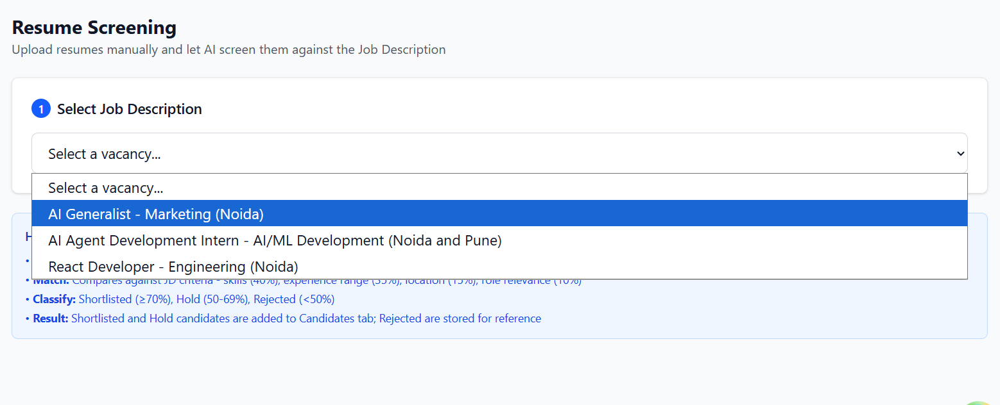 Resume Screening
Upload resumes manually and let AI screen them against the Job Description
1 Select Job Description
Select a vacancy...
Select a vacancy...
AI Generalist - Marketing (Noida)
AI Agent Development Intern - AI/ML Development (Noida and Pune)
React Developer - Engineering (Noida)
• Match: Compares against JD criteria - skills (40%), experience range (35%), location (15%), role relevance (10%)
• Classify: Shortlisted (≥70%), Hold (50-69%), Rejected (<50%)
• Result: Shortlisted and Hold candidates are added to Candidates tab; Rejected are stored for reference